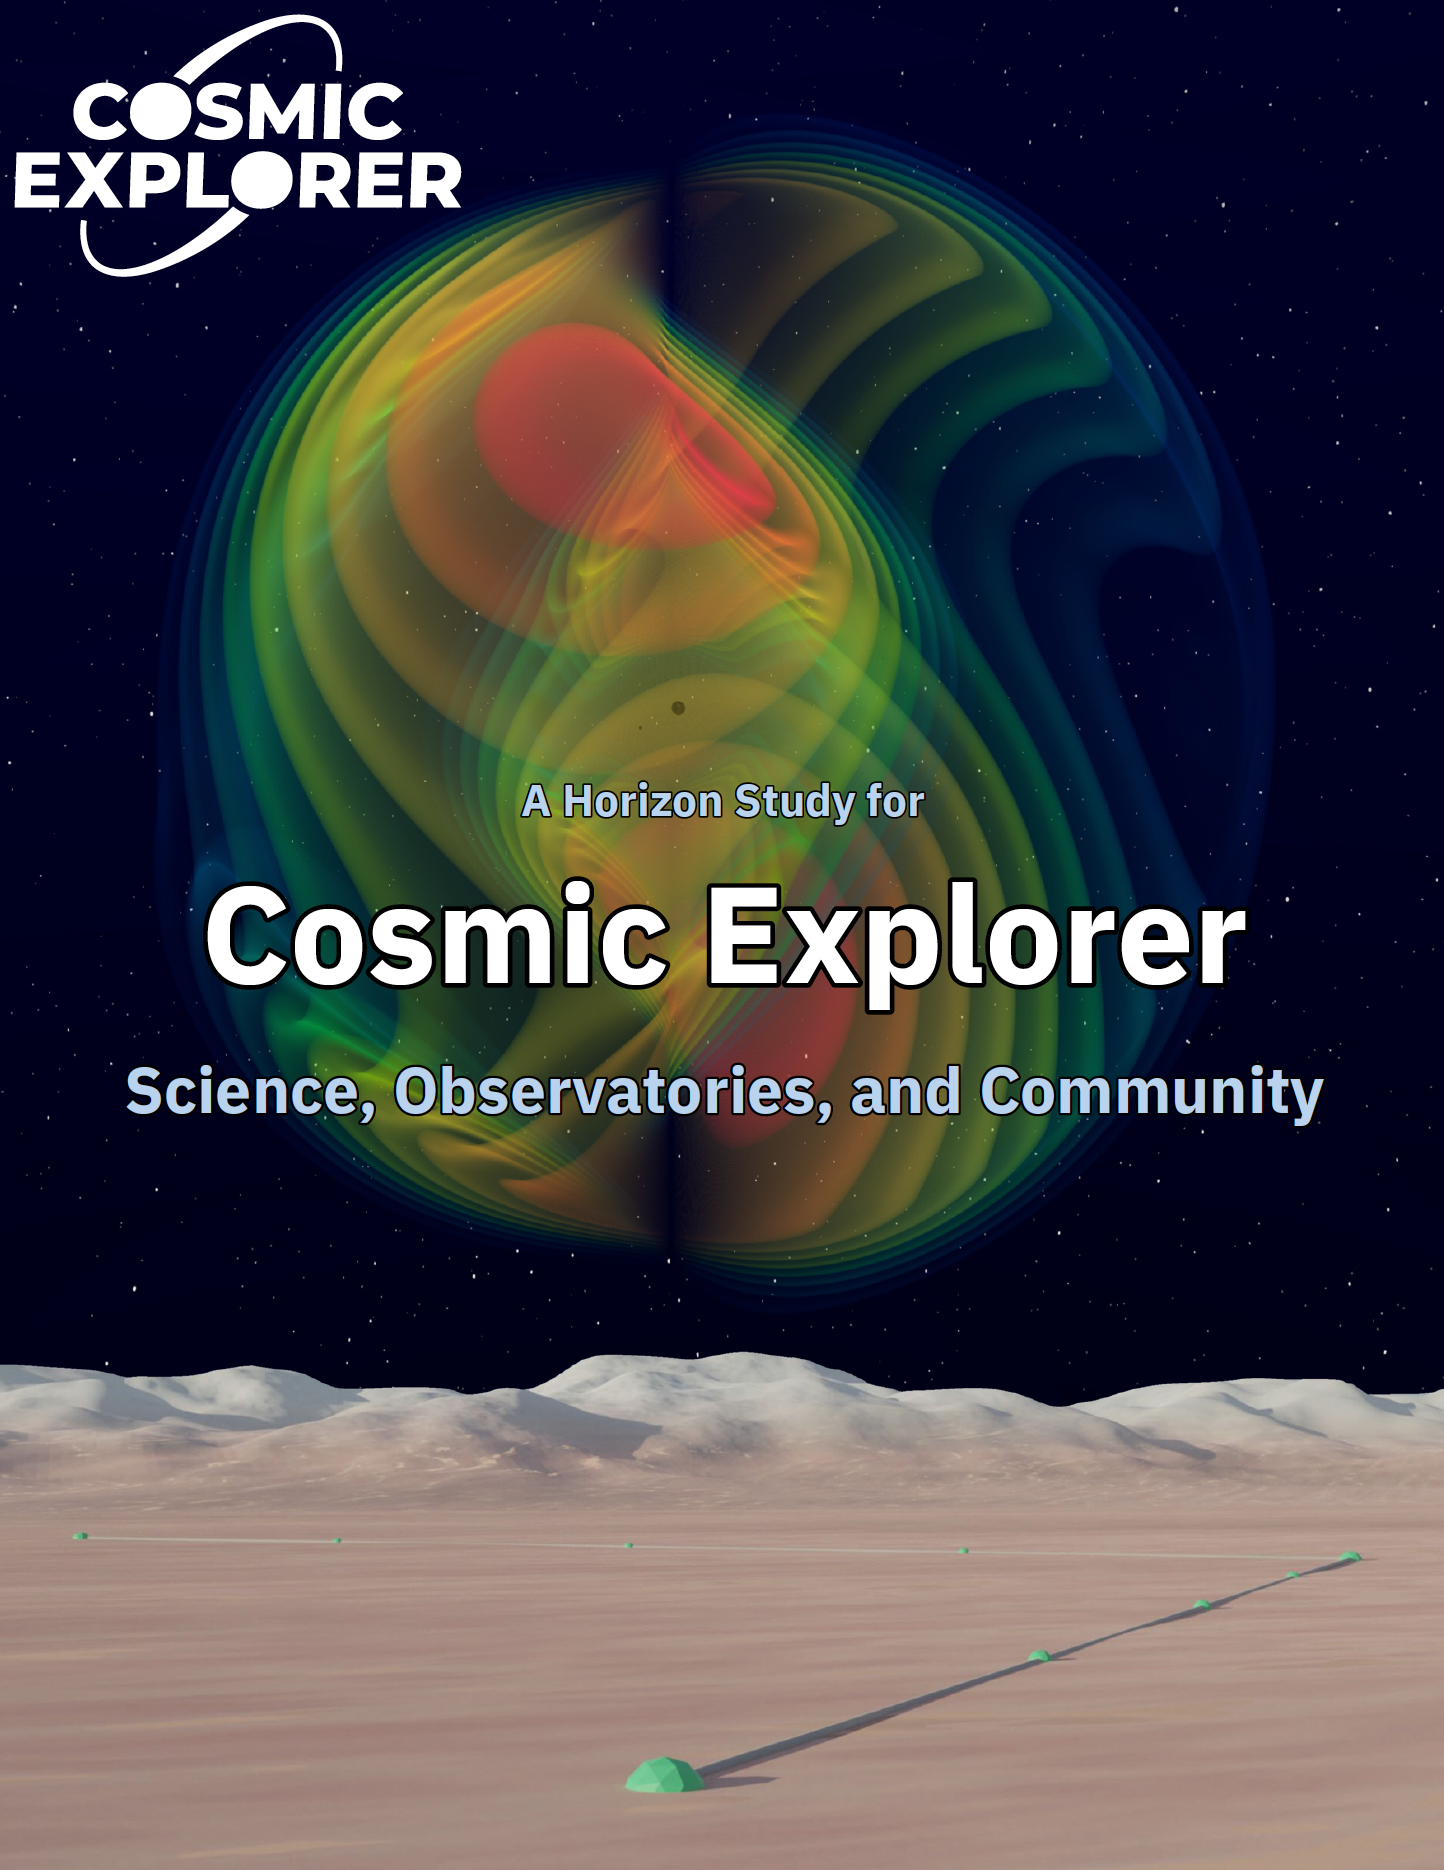 COSMIC
EXPLORER
A Horizon Study for
Cosmic Explorer
Science, Observatories, and Community